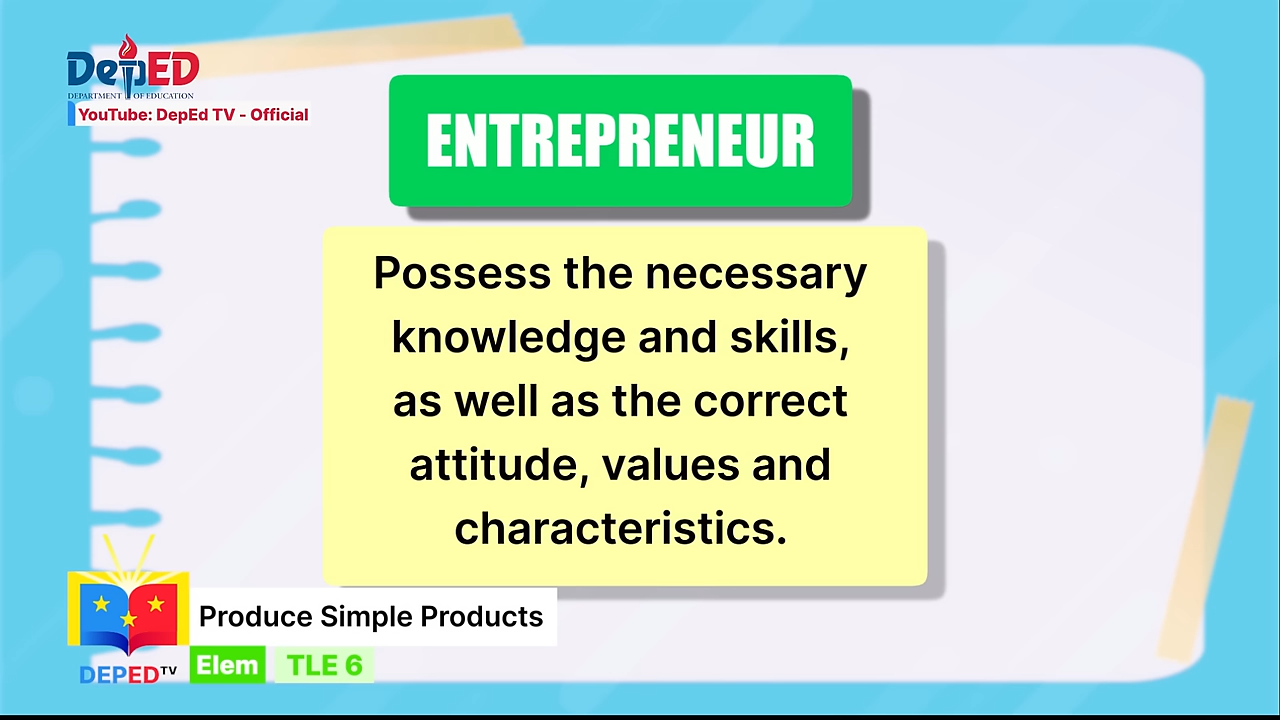 DepED
DEPARTMENT OF EDUCATION
YouTube: DepEd TV - Official
ENTREPRENEUR
Possess the necessary
knowledge and skills,
as well as the correct
attitude, values and
characteristics.
Produce Simple Products
DEPED TV
Elem TLE 6